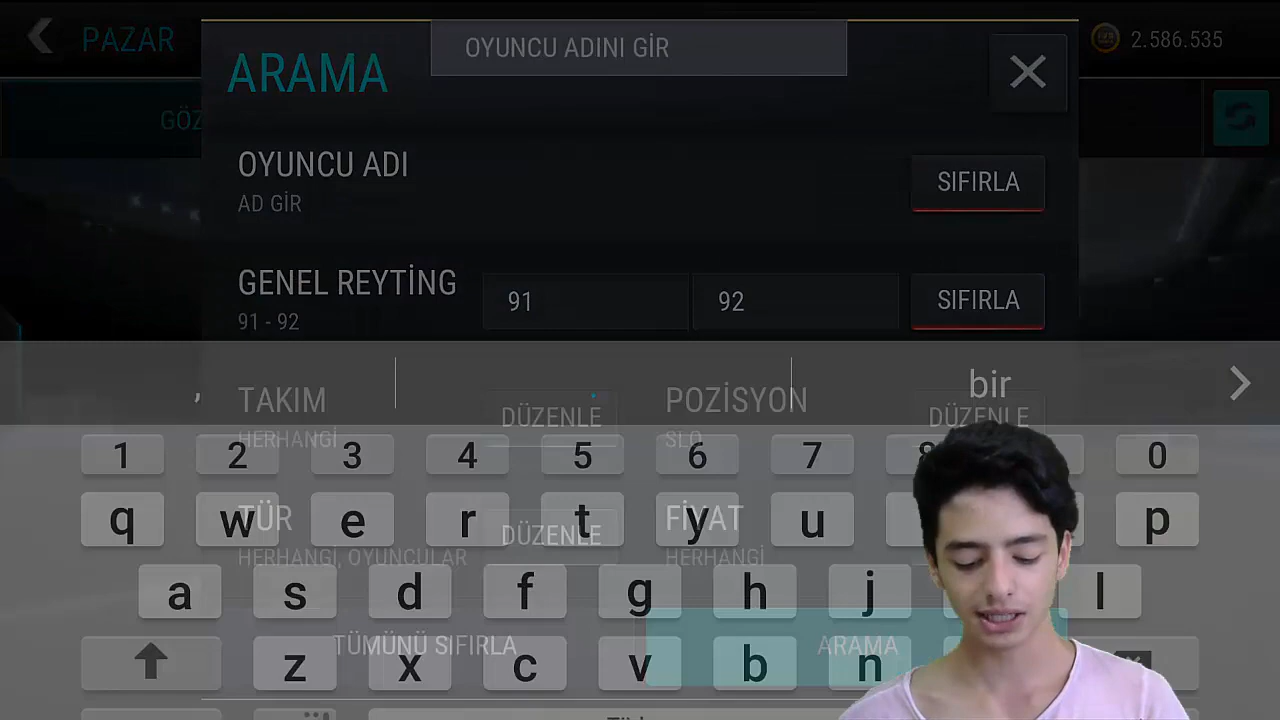 PAZAR
ARAMA
OYUNCU ADINI GİR
2.586.535
GÖZ
OYUNCU ADI
AD GİR
SIFIRLA
GENEL REYTİNG
91 - 92
91
92
SIFIRLA
,
bir
TAKIM
HERHANGİ
DÜZENLE
POZİSYON
SLO
DÜZENLE
1 2 3 4 5 6 7 8 0
q w e r t y u p
TÜR
HERHANGİ, OYUNCULAR
DÜZENLE
FİYAT
HERHANGİ
a s d f g h j l
TÜMÜNÜ SIFIRLA
ARAMA
z x c v b n